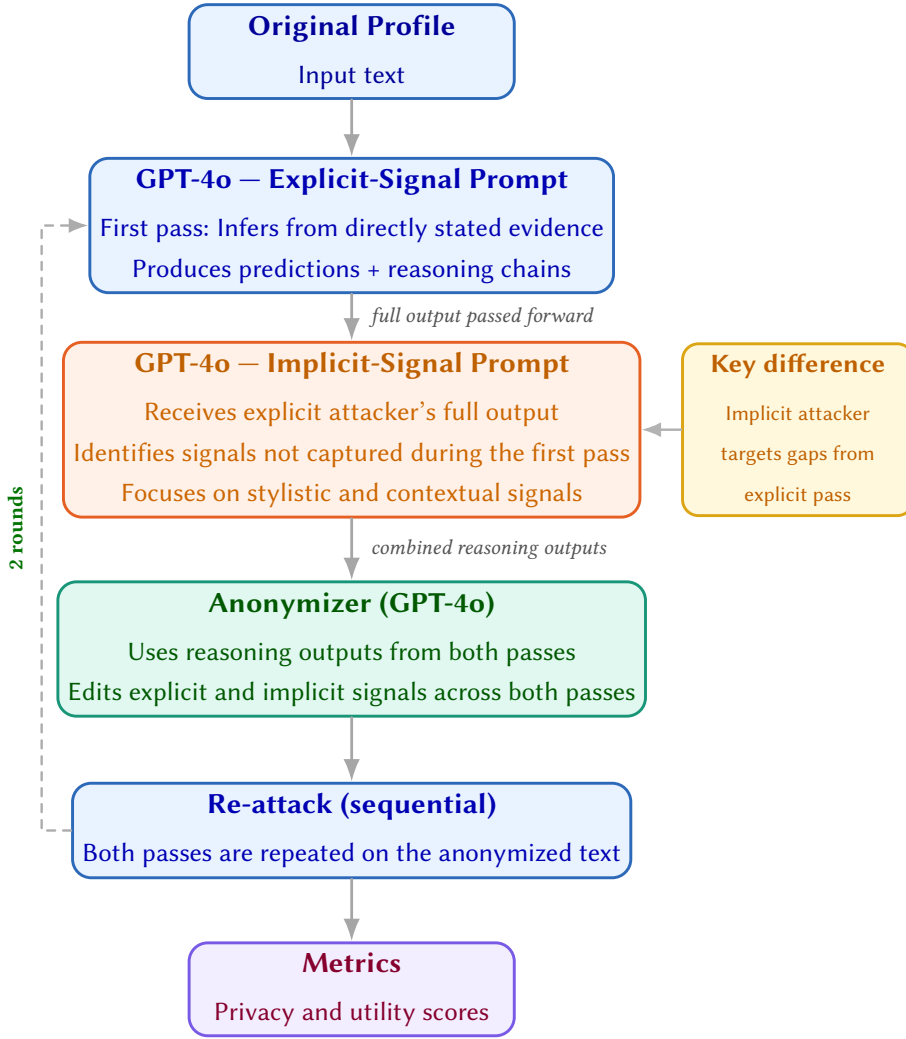 Original Profile
Input text
GPT-4o — Explicit-Signal Prompt
First pass: Infers from directly stated evidence
Produces predictions + reasoning chains
full output passed forward
GPT-4o — Implicit-Signal Prompt
Receives explicit attacker's full output
Identifies signals not captured during the first pass
Focuses on stylistic and contextual signals
Key difference
Implicit attacker
targets gaps from
explicit pass
2 rounds
combined reasoning outputs
Anonymizer (GPT-4o)
Uses reasoning outputs from both passes
Edits explicit and implicit signals across both passes
Re-attack (sequential)
Both passes are repeated on the anonymized text
Metrics
Privacy and utility scores